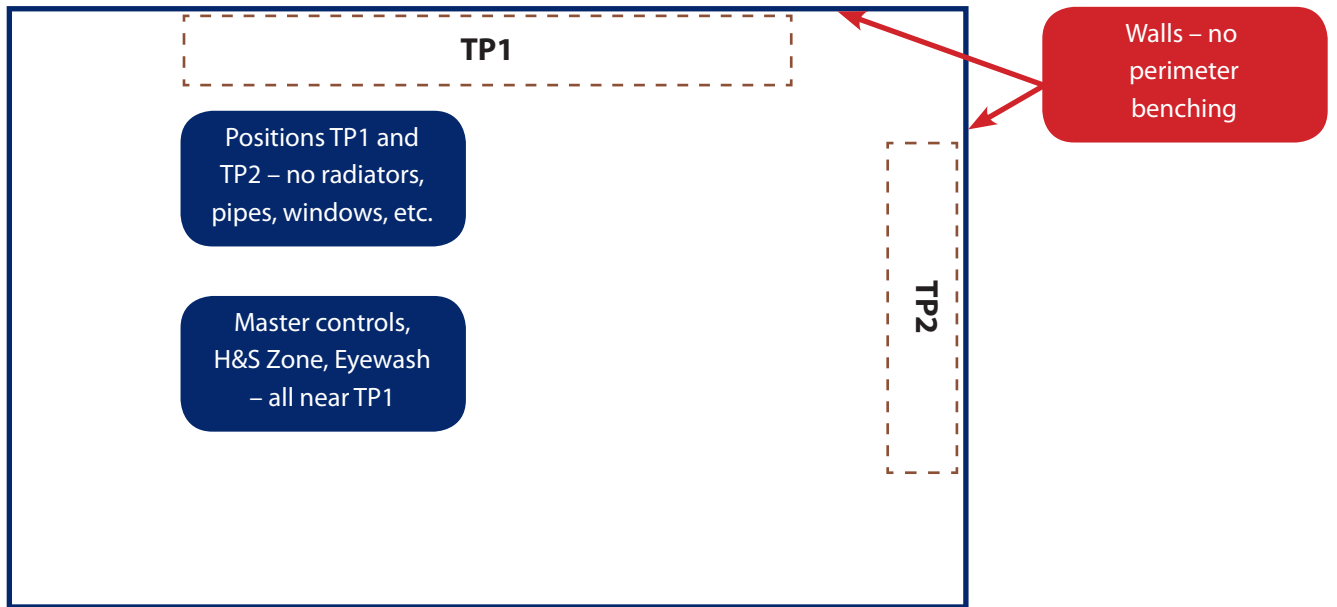 TP1
Walls – no
perimeter
benching
Positions TP1 and
TP2 – no radiators,
pipes, windows, etc.
TP2
Master controls,
H&S Zone, Eyewash
– all near TP1